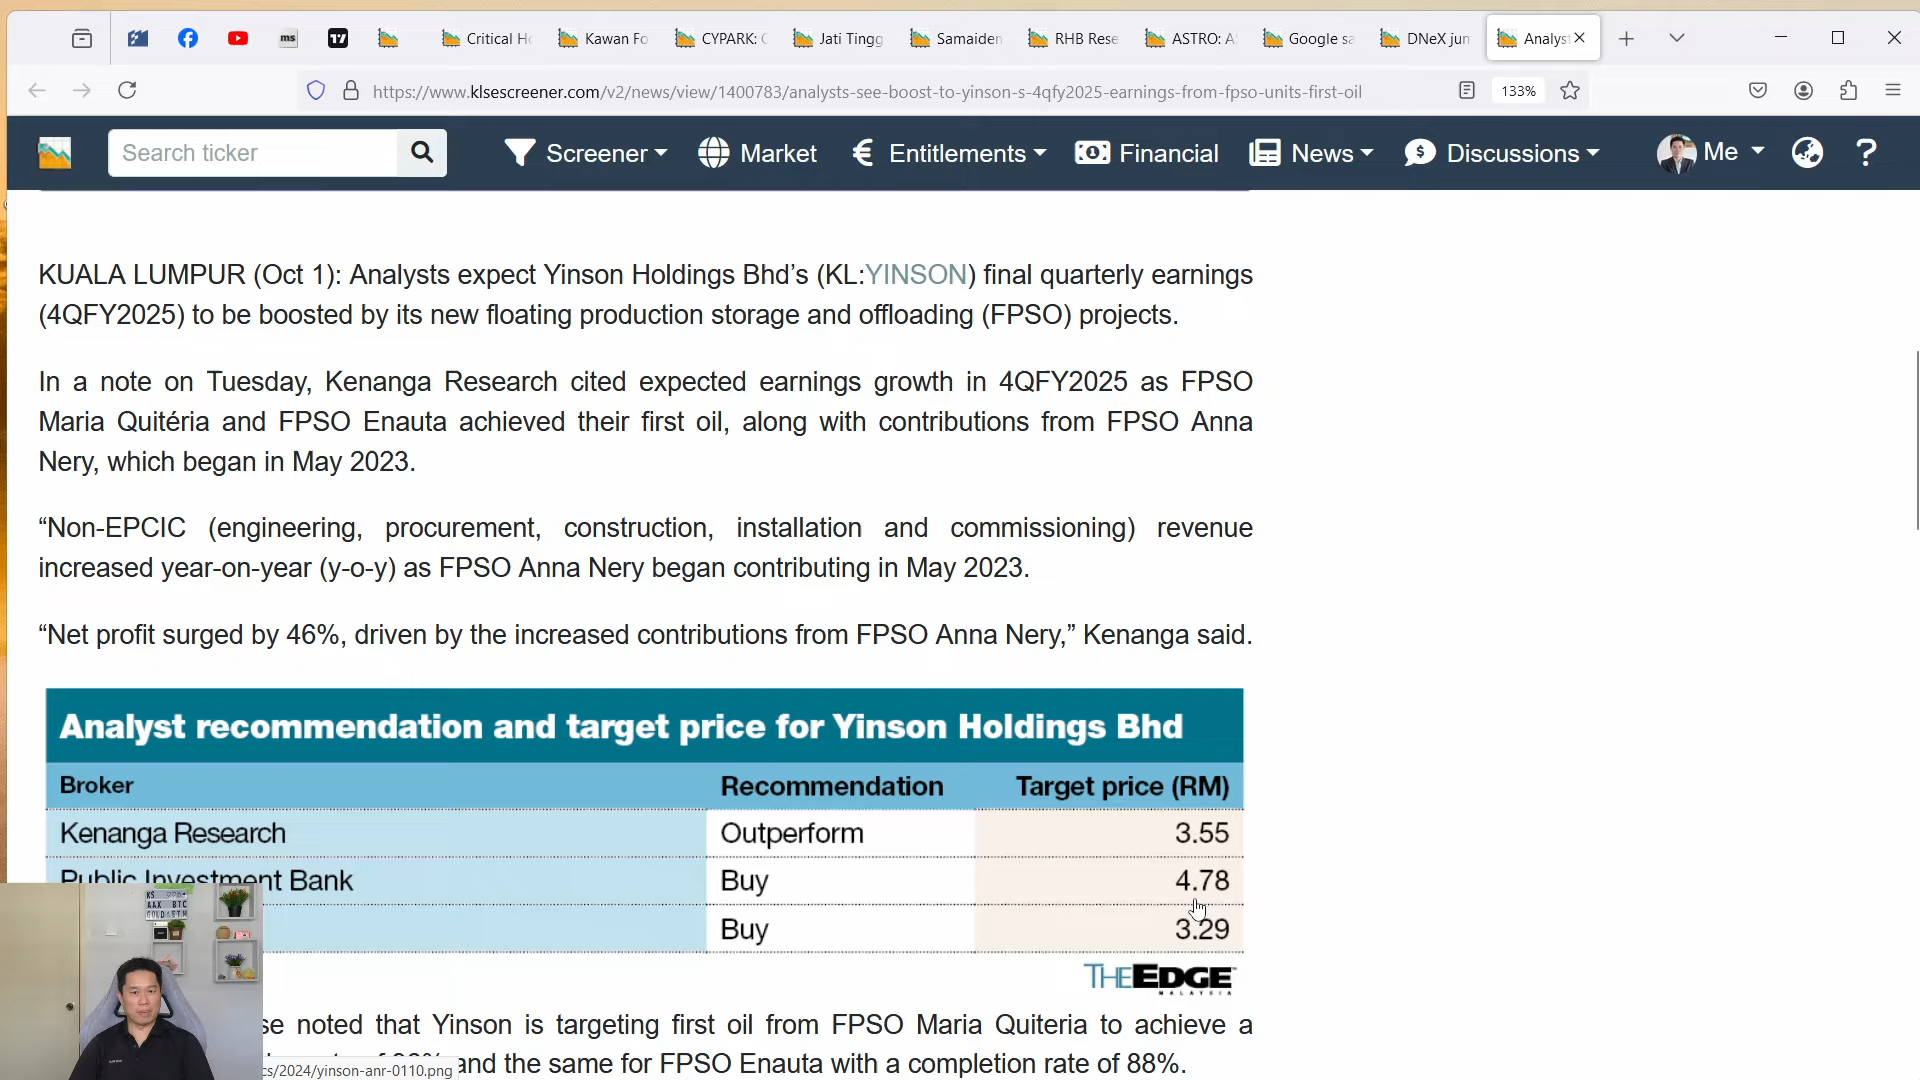 ms
17
Critical H
Kawan Fo
CYPARK: C
Jati Tingg
Samaiden
RHB Rese
ASTRO: A
Google sa
DNeX jun
Analys
https://www.klsescreener.com/v2/news/view/1400783/analysts-see-boost-to-yinson-s-4qfy2025-earnings-from-fpso-units-first-oil
133%
Search ticker
Screener
Market
Entitlements
Financial
News
Discussions
Me
KUALA LUMPUR (Oct 1): Analysts expect Yinson Holdings Bhd’s (KL:YINSON) final quarterly earnings
(4QFY2025) to be boosted by its new floating production storage and offloading (FPSO) projects.
In a note on Tuesday, Kenanga Research cited expected earnings growth in 4QFY2025 as FPSO
Maria Quitéria and FPSO Enauta achieved their first oil, along with contributions from FPSO Anna
Nery, which began in May 2023.
“Non-EPCIC (engineering, procurement, construction, installation and commissioning) revenue
increased year-on-year (y-o-y) as FPSO Anna Nery began contributing in May 2023.
“Net profit surged by 46%, driven by the increased contributions from FPSO Anna Nery,” Kenanga said.
Analyst recommendation and target price for Yinson Holdings Bhd
Broker Recommendation Target price (RM)
Kenanga Research Outperform 3.55
Public Investment Bank Buy 4.78
Buy 3.29
THEEDGE
MALAYSIA
AAX BTC
GOLD&ETM
se noted that Yinson is targeting first oil from FPSO Maria Quiteria to achieve a
and the same for FPSO Enauta with a completion rate of 88%.
cs/2024/yinson-anr-0110.png